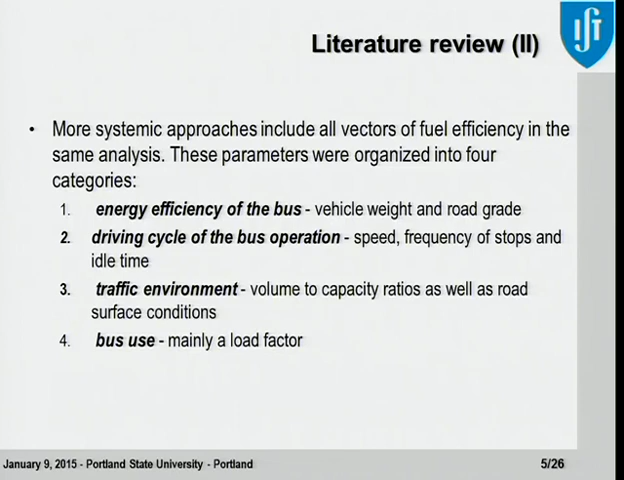 Literature review (II)
IST
• More systemic approaches include all vectors of fuel efficiency in the
same analysis. These parameters were organized into four
categories:
1. energy efficiency of the bus - vehicle weight and road grade
2. driving cycle of the bus operation - speed, frequency of stops and
idle time
3. traffic environment - volume to capacity ratios as well as road
surface conditions
4. bus use - mainly a load factor
January 9, 2015 - Portland State University - Portland
5/26